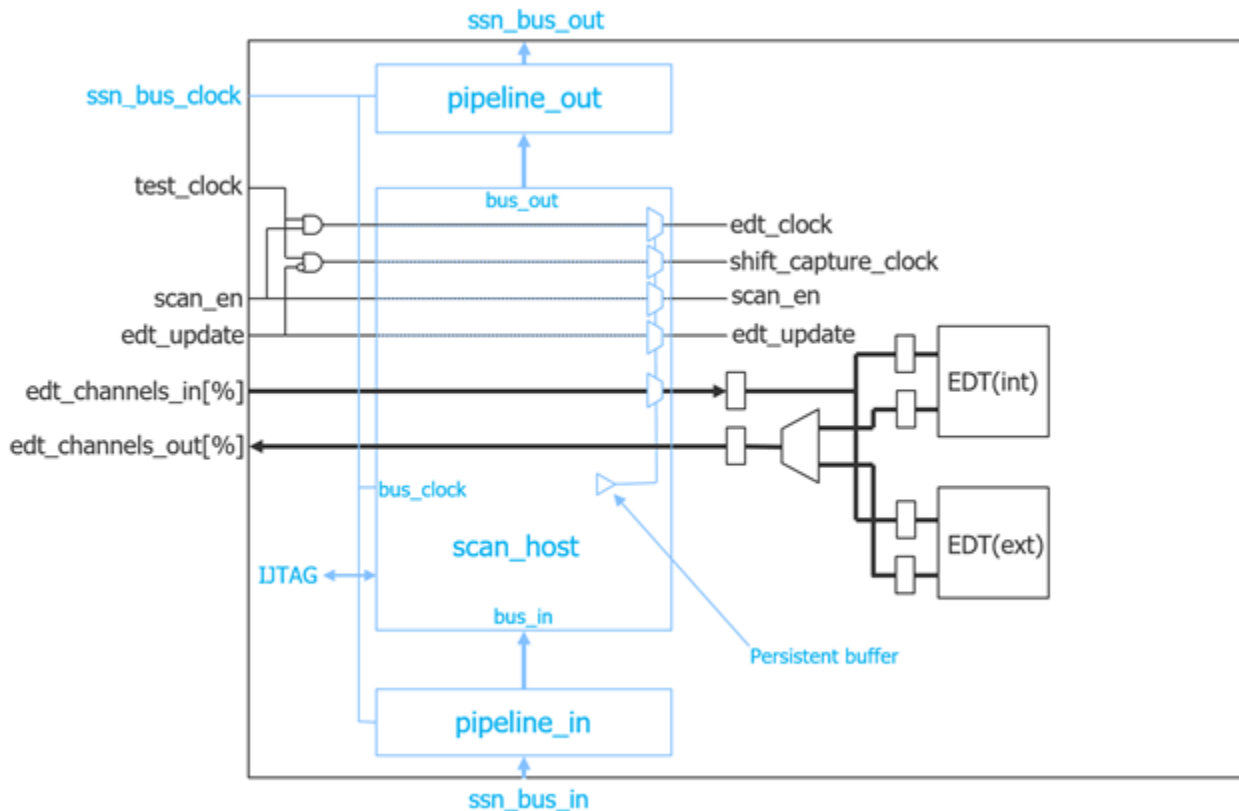 ssn_bus_out
ssn_bus_clock
pipeline_out
test_clock
bus_out
edt_clock
shift_capture_clock
scan_en
scan_en
edt_update
edt_update
edt_channels_in[%]
EDT(int)
edt_channels_out[%]
bus_clock
scan_host
EDT(ext)
IJTAG
bus_in
Persistent buffer
pipeline_in
ssn_bus_in